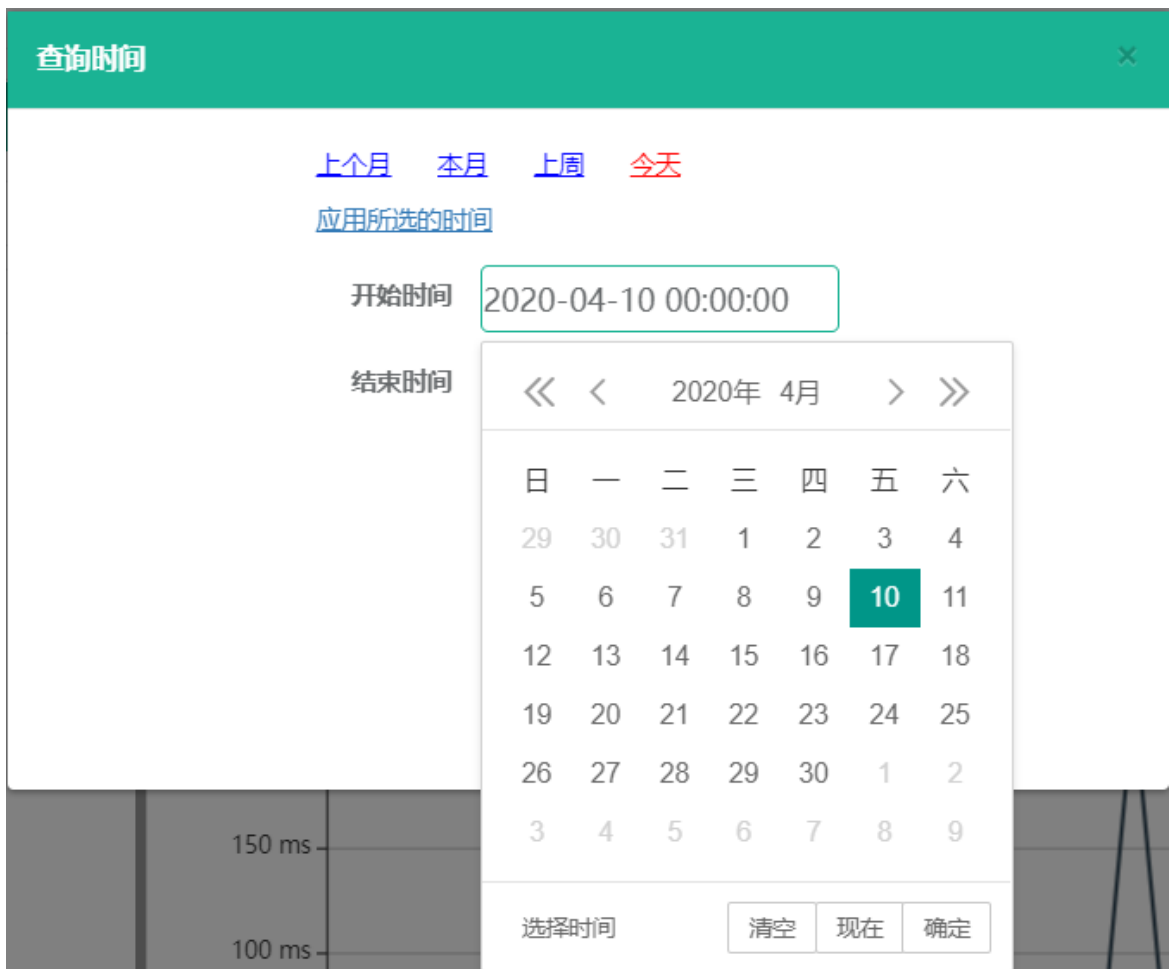 查询时间 ×
上个月 本月 上周 今天
应用所选的时间
开始时间 2020-04-10 00:00:00
结束时间
2020年 4月
日 一 二 三 四 五 六
29 30 31 1 2 3 4
5 6 7 8 9 10 11
12 13 14 15 16 17 18
19 20 21 22 23 24 25
26 27 28 29 30 1 2
3 4 5 6 7 8 9
150 ms
选择时间 清空 现在 确定
100 ms